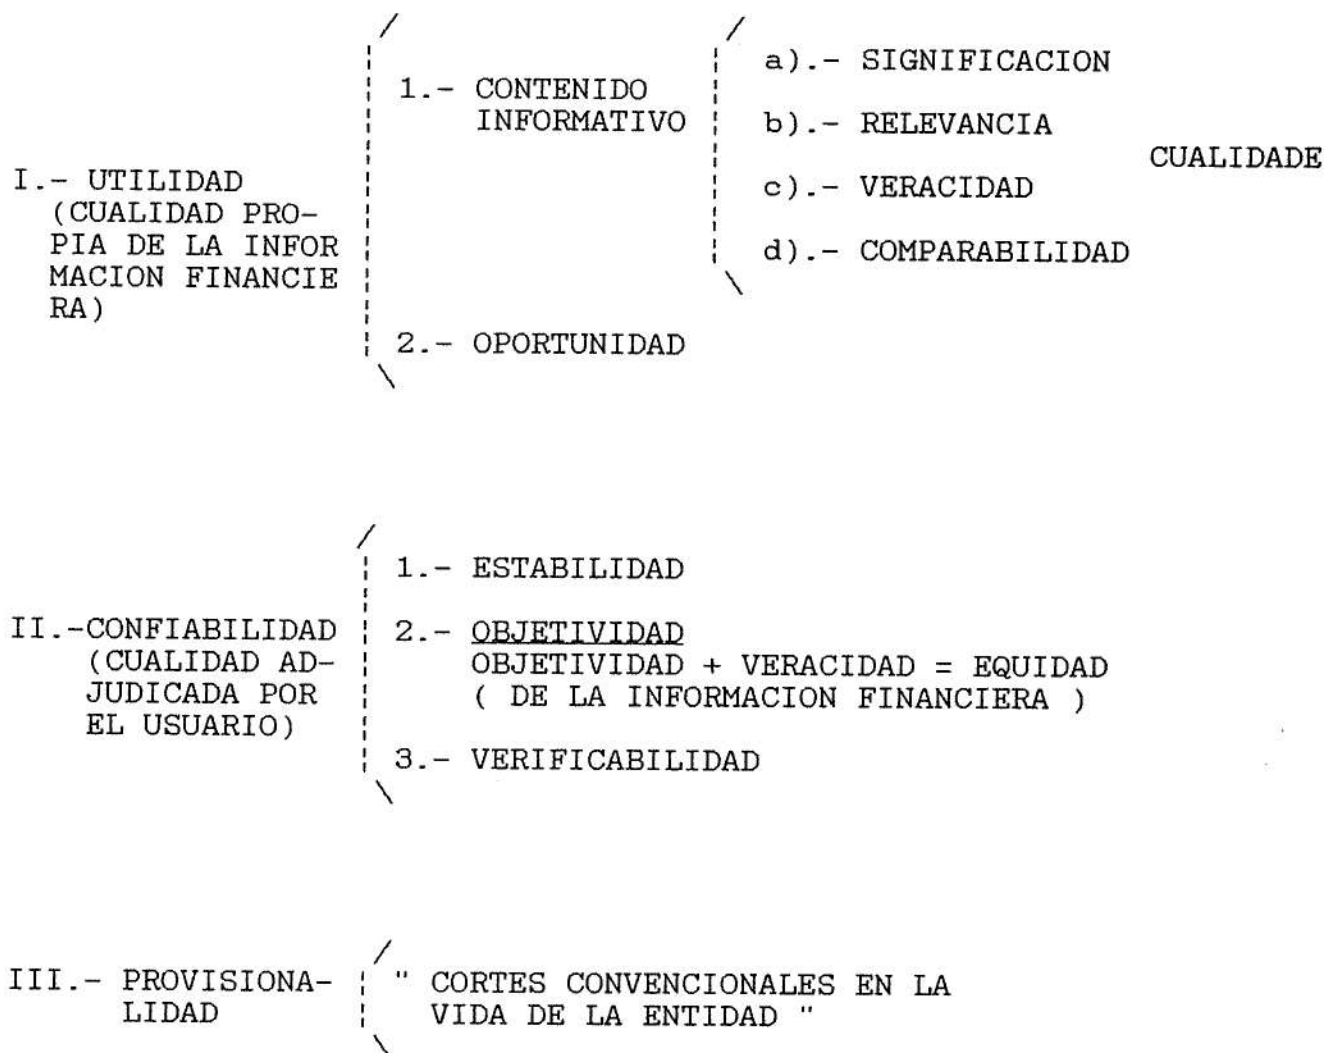 I.- UTILIDAD
(CUALIDAD PRO-
PIA DE LA INFOR
MACION FINANCIE
RA)
1.- CONTENIDO
INFORMATIVO
a).- SIGNIFICACION
b).- RELEVANCIA
c).- VERACIDAD
d).- COMPARABILIDAD
CUALIDADE
2.- OPORTUNIDAD
II.-CONFIABILIDAD
(CUALIDAD AD-
JUDICADA POR
EL USUARIO)
1.- ESTABILIDAD
2.- OBJETIVIDAD
OBJETIVIDAD + VERACIDAD = EQUIDAD
( DE LA INFORMACION FINANCIERA )
3.- VERIFICABILIDAD
III.- PROVISIONA-
LIDAD
" CORTES CONVENCIONALES EN LA
VIDA DE LA ENTIDAD "